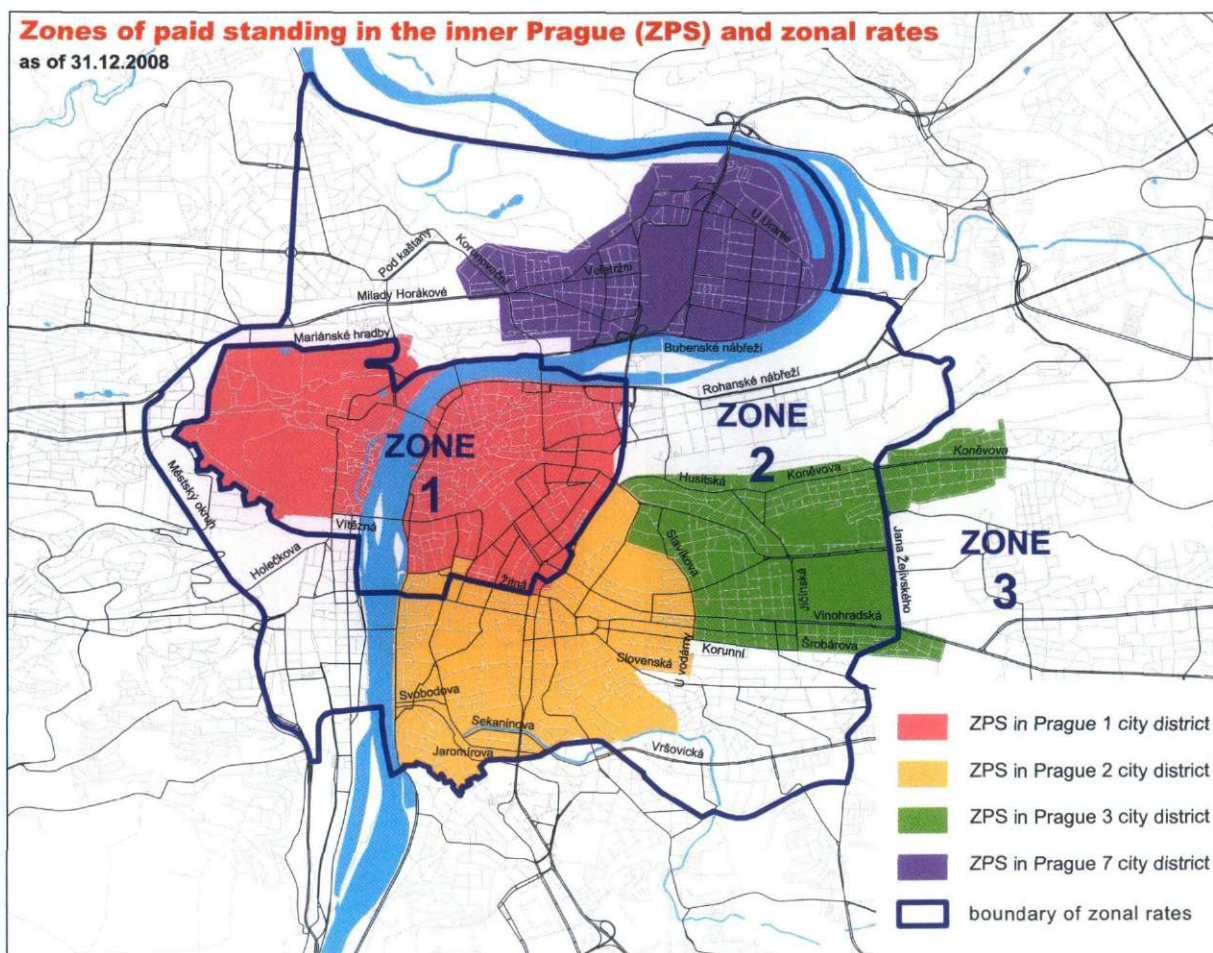 Zones of paid standing in the inner Prague (ZPS) and zonal rates
as of 31.12.2008
U Uranie
Pod kaštany
Korunovační
Veletržní
Milady Horákové
Mariánské hradby
Bubenské nábřeží
Rohanské nábřeží
ZONE
1
ZONE
2
Husitská
Koněvova
Koněvova
Městský okruh
Vítězná
Holečkova
Žitná
Slavíkova
Jičínská
Jana Želivského
ZONE
3
Vinohradská
Šrobárova
Korunní
Slovenská
U vodárny
Svobodova
Sekaninova
Jaromírova
Vršovická
ZPS in Prague 1 city district
ZPS in Prague 2 city district
ZPS in Prague 3 city district
ZPS in Prague 7 city district
boundary of zonal rates